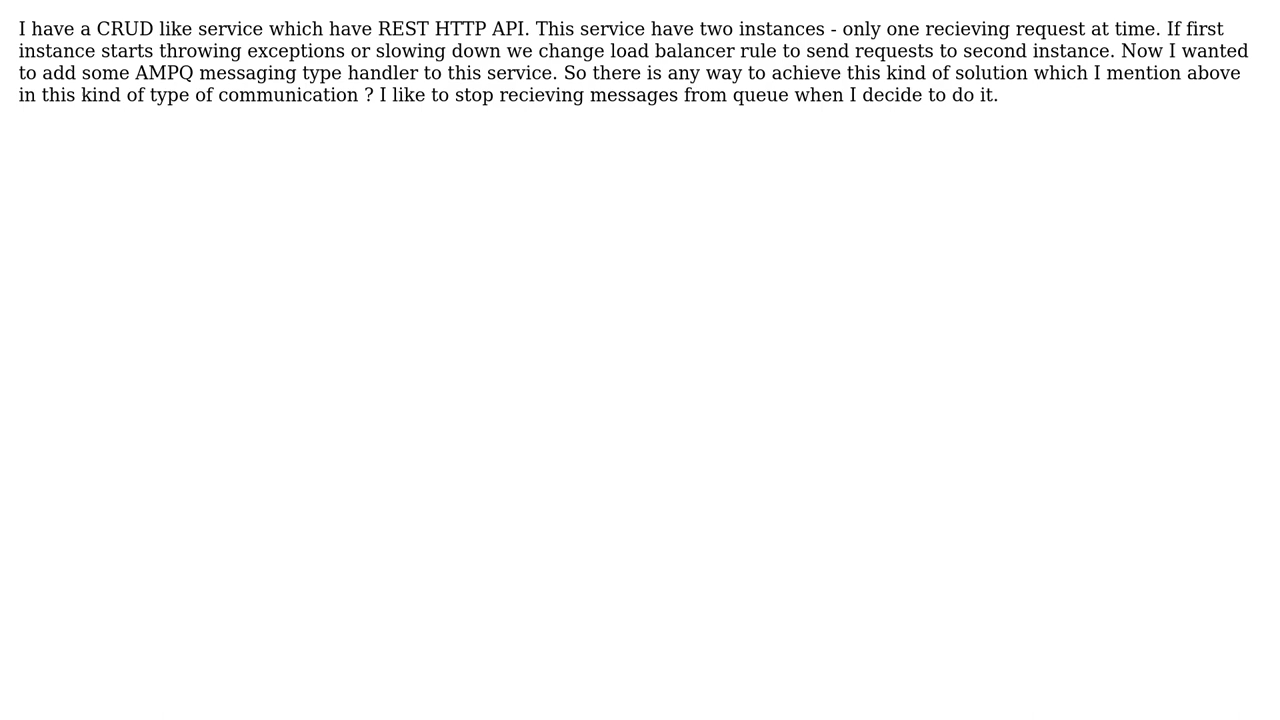 I have a CRUD like service which have REST HTTP API. This service have two instances - only one recieving request at time. If first
instance starts throwing exceptions or slowing down we change load balancer rule to send requests to second instance. Now I wanted
to add some AMPQ messaging type handler to this service. So there is any way to achieve this kind of solution which I mention above
in this kind of type of communication ? I like to stop recieving messages from queue when I decide to do it.